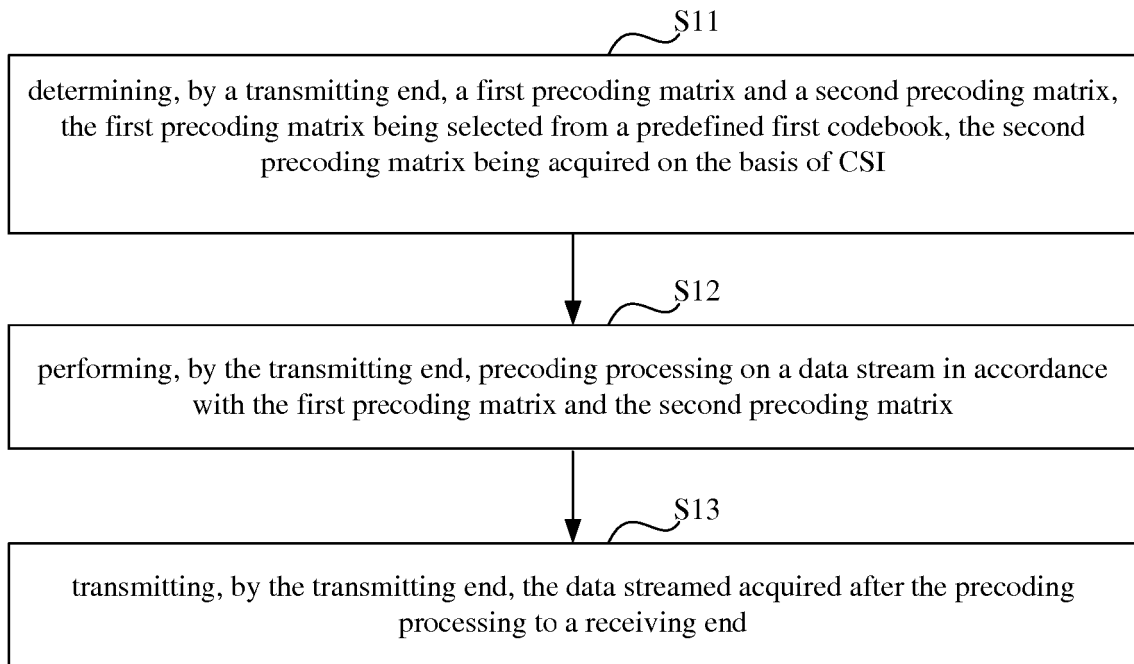 S11
determining, by a transmitting end, a first precoding matrix and a second precoding matrix,
the first precoding matrix being selected from a predefined first codebook, the second
precoding matrix being acquired on the basis of CSI
S12
performing, by the transmitting end, precoding processing on a data stream in accordance
with the first precoding matrix and the second precoding matrix
S13
transmitting, by the transmitting end, the data streamed acquired after the precoding
processing to a receiving end